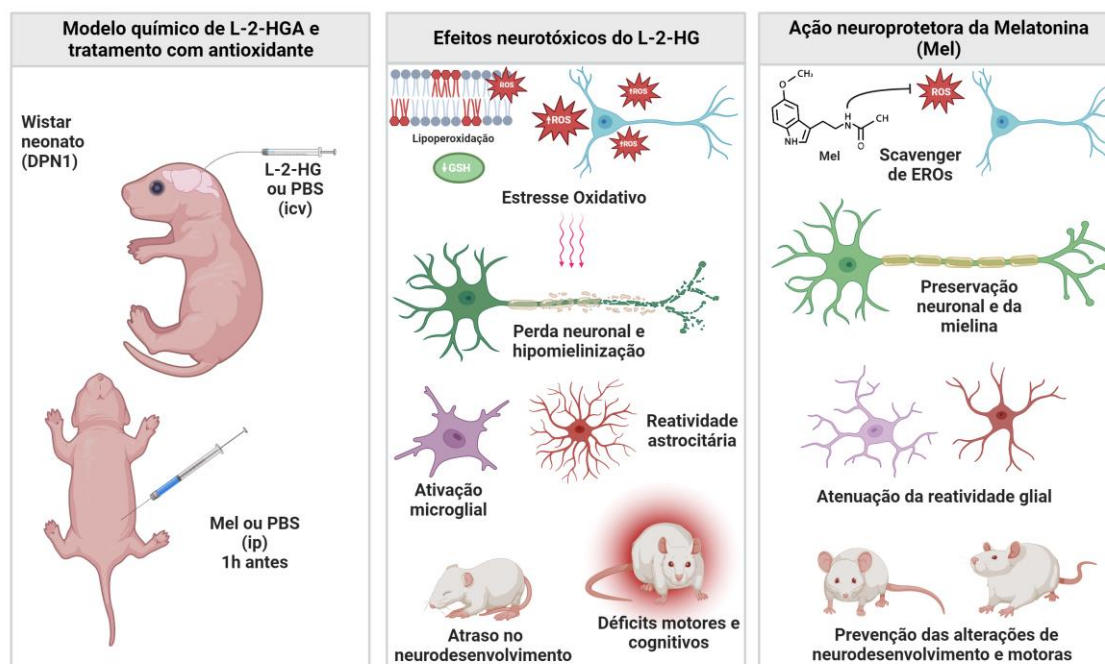 Modelo químico de L-2-HGA e
tratamento com antioxidante
Wistar
neonato
(DPN1)
L-2-HG
ou PBS
(icv)
Mel ou PBS
(ip)
1h antes
Efeitos neurotóxicos do L-2-HG
ROS
↑ROS
↑ROS
↑ROS
Lipoperoxidação
↓GSH
Estresse Oxidativo
Perda neuronal e
hipomielinização
Reatividade
astrocitária
Ativação
microglial
Atraso no
neurodesenvolvimento
Déficits motores e
cognitivos
Ação neuroprotetora da Melatonina
(Mel)
O
CH₃
H
N
CH
O
NH
Mel
ROS
Scavenger
de EROs
Preservação
neuronal e da
mielina
Atenuação da reatividade glial
Prevenção das alterações de
neurodesenvolvimento e motoras